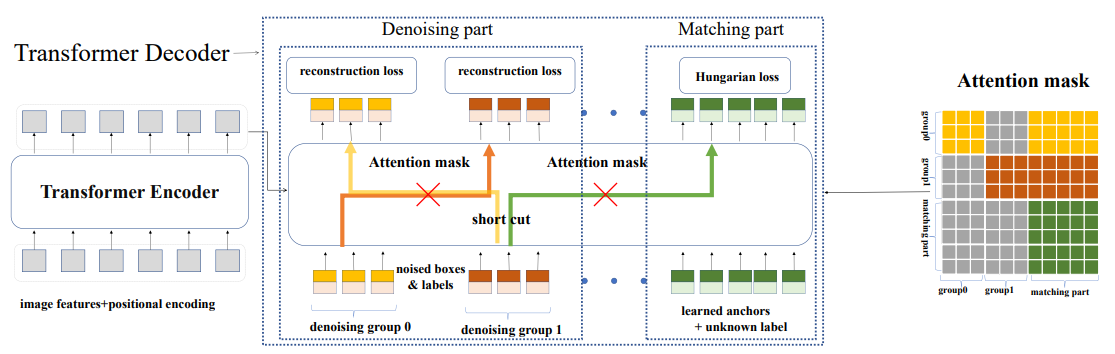 Denoising part
Matching part
Transformer Decoder
reconstruction loss
reconstruction loss
Hungarian loss
Attention mask
group0
group1
matching part
Attention mask
Attention mask
Transformer Encoder
short cut
noised boxes
& labels
image features+positional encoding
denoising group 0
denoising group 1
learned anchors
+ unknown label
group0
group1
matching part